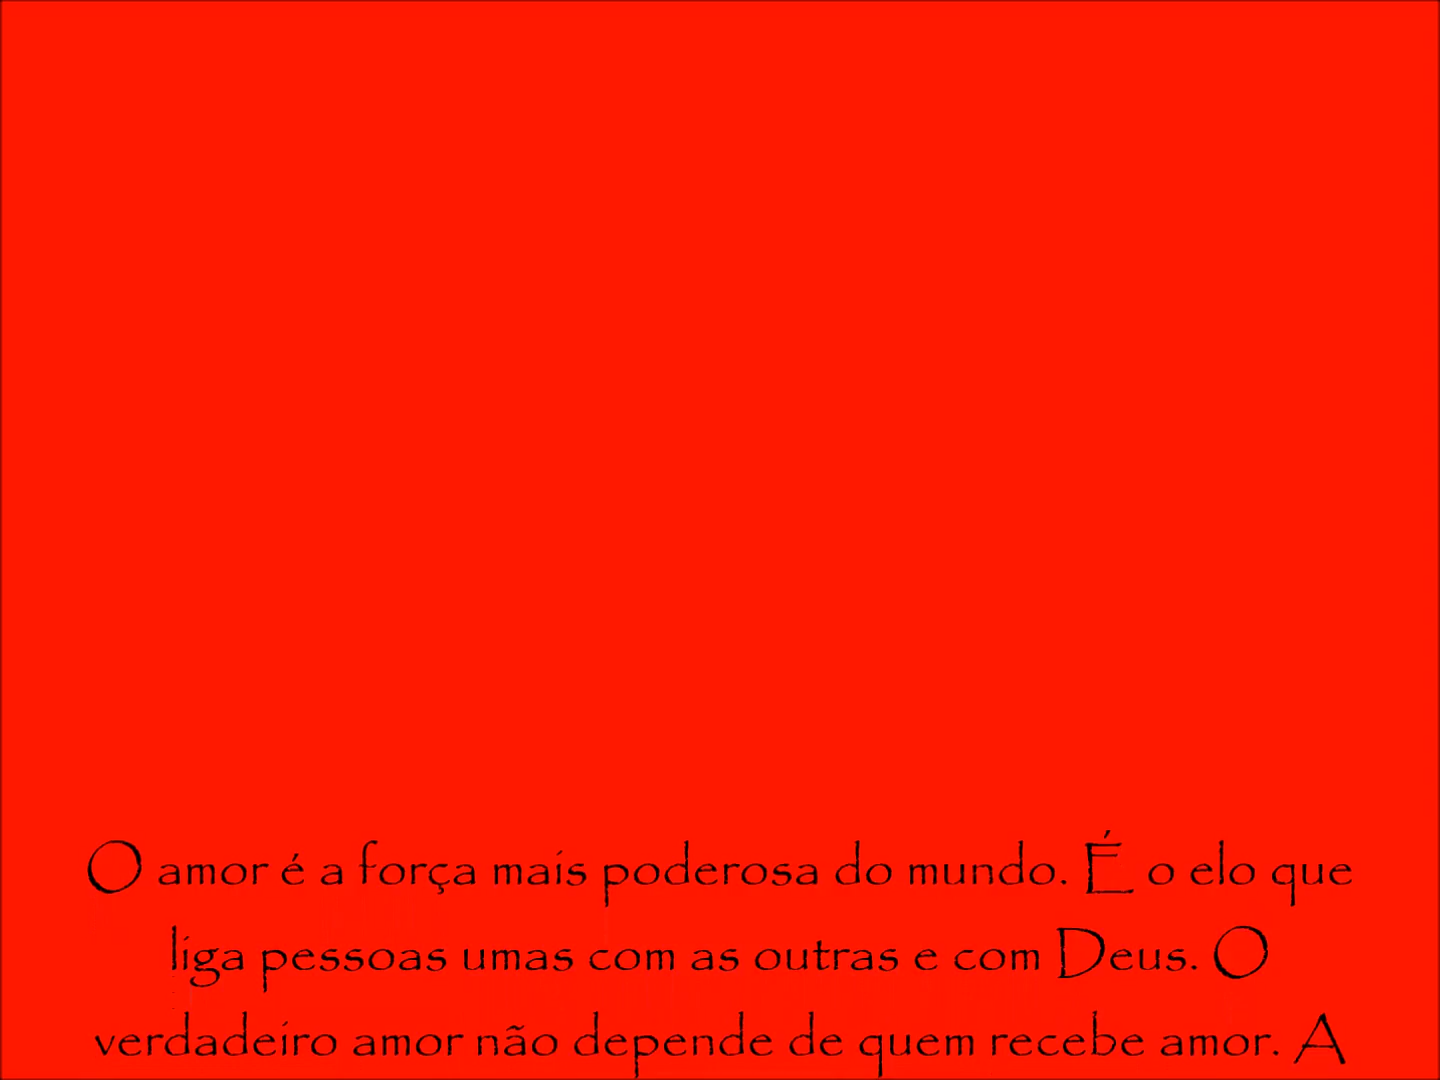 O amor é a força mais poderosa do mundo. É o elo que
liga pessoas umas com as outras e com Deus. O
verdadeiro amor não depende de quem recebe amor. A